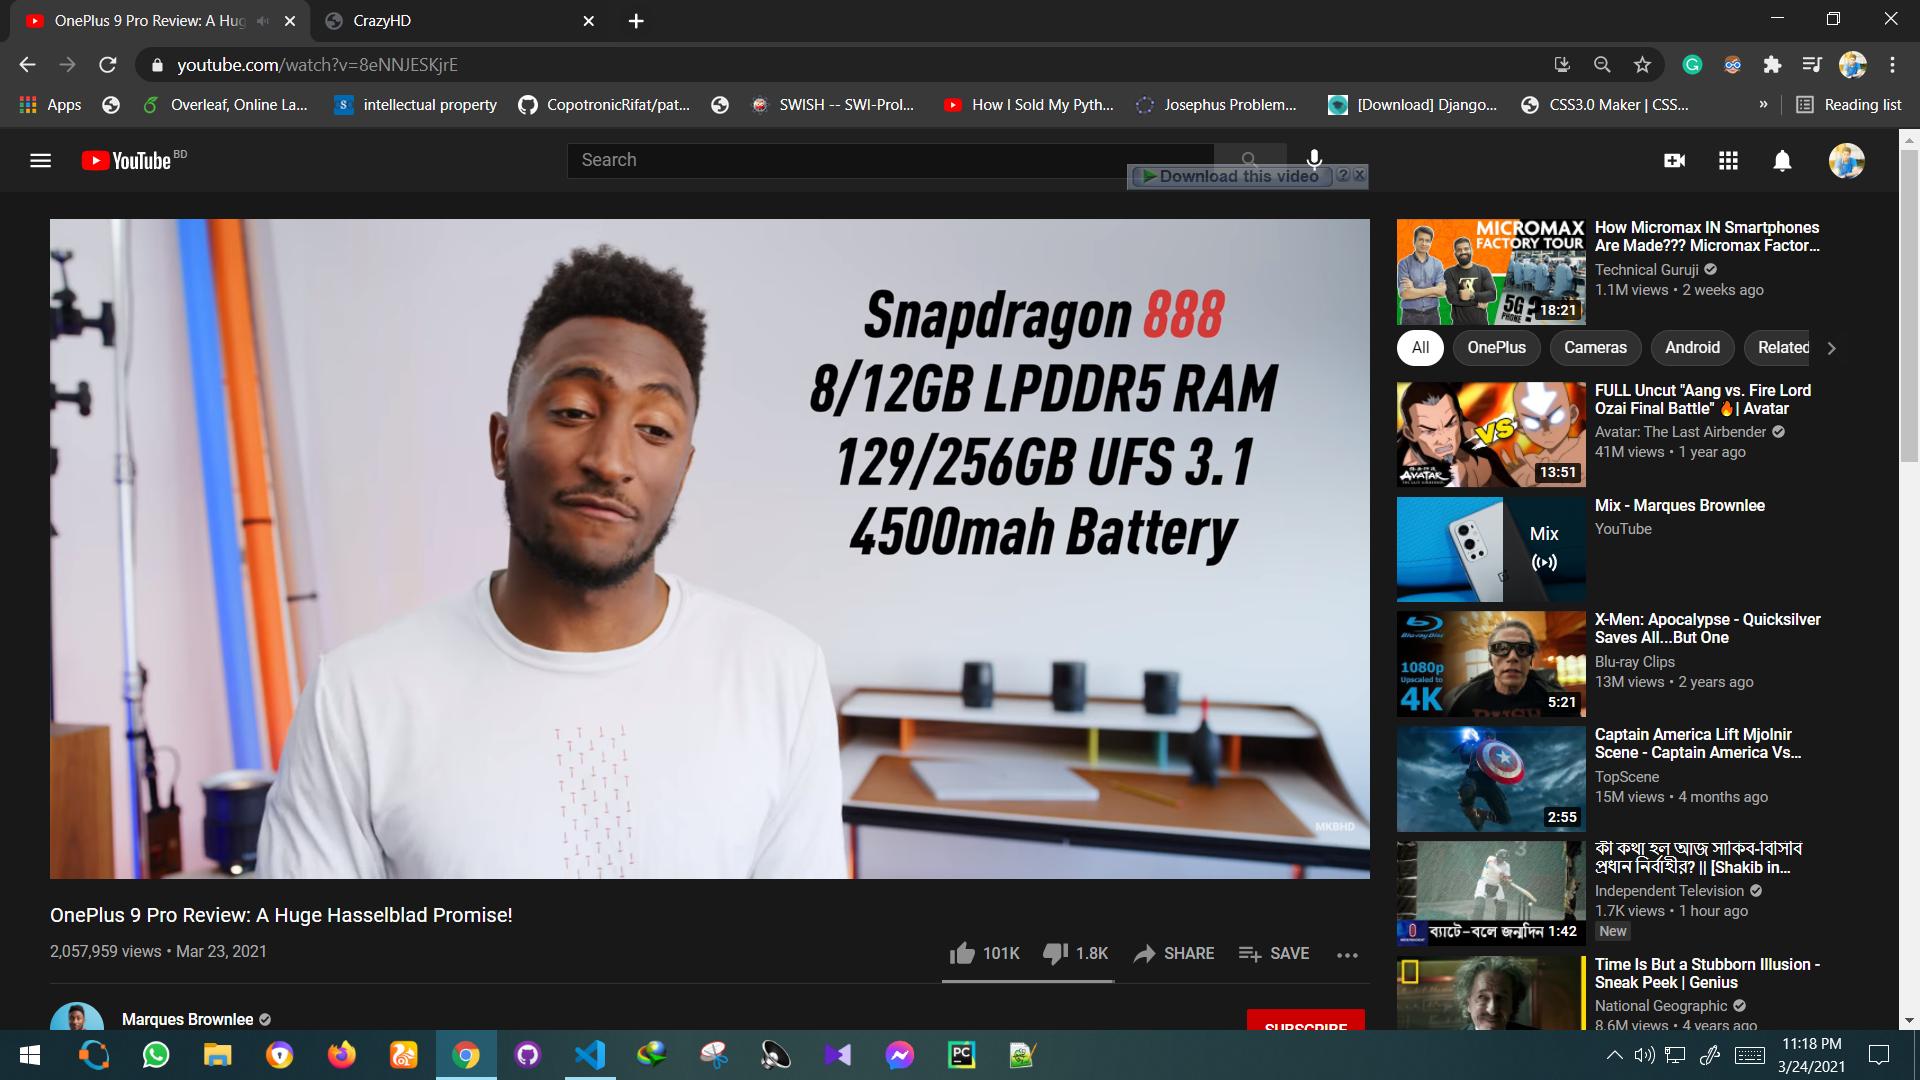 OnePlus 9 Pro Review: A Hug
CrazyHD
youtube.com/watch?v=8eNNJESKjrE
Apps
Overleaf, Online La...
intellectual property
CopotronicRifat/pat...
SWISH -- SWI-Prol...
How I Sold My Pyth...
Josephus Problem...
[Download] Django...
CSS3.0 Maker | CSS...
»
Reading list
YouTube BD
Search
Download this video
Snapdragon 888
8/12GB LPDDR5 RAM
129/256GB UFS 3.1
4500mah Battery
MKBHD
OnePlus 9 Pro Review: A Huge Hasselblad Promise!
2,057,959 views • Mar 23, 2021
101K
1.8K
SHARE
SAVE
Marques Brownlee
SUBSCRIBE
MICROMAX
FACTORY TOUR
5G ?
PHONE
18:21
How Micromax IN Smartphones
Are Made??? Micromax Factor...
Technical Guruji
1.1M views • 2 weeks ago
All
OnePlus
Cameras
Android
Related
VS
AVATAR
13:51
FULL Uncut "Aang vs. Fire Lord
Ozai Final Battle" 🔥| Avatar
Avatar: The Last Airbender
41M views • 1 year ago
Mix
Mix - Marques Brownlee
YouTube
Blu-ray Disc
1080p
Upscaled to
4K
5:21
X-Men: Apocalypse - Quicksilver
Saves All...But One
Blu-ray Clips
13M views • 2 years ago
2:55
Captain America Lift Mjolnir
Scene - Captain America Vs...
TopScene
15M views • 4 months ago
ব্যাটে-বলে জন্মদিন
1:42
কী কথা হল আজ সাকিব-বিসিবি
প্রধান নির্বাহীর? || [Shakib in...
Independent Television
1.7K views • 1 hour ago
New
Time Is But a Stubborn Illusion -
Sneak Peek | Genius
National Geographic
8.6M views • 4 years ago
PC
11:18 PM
3/24/2021